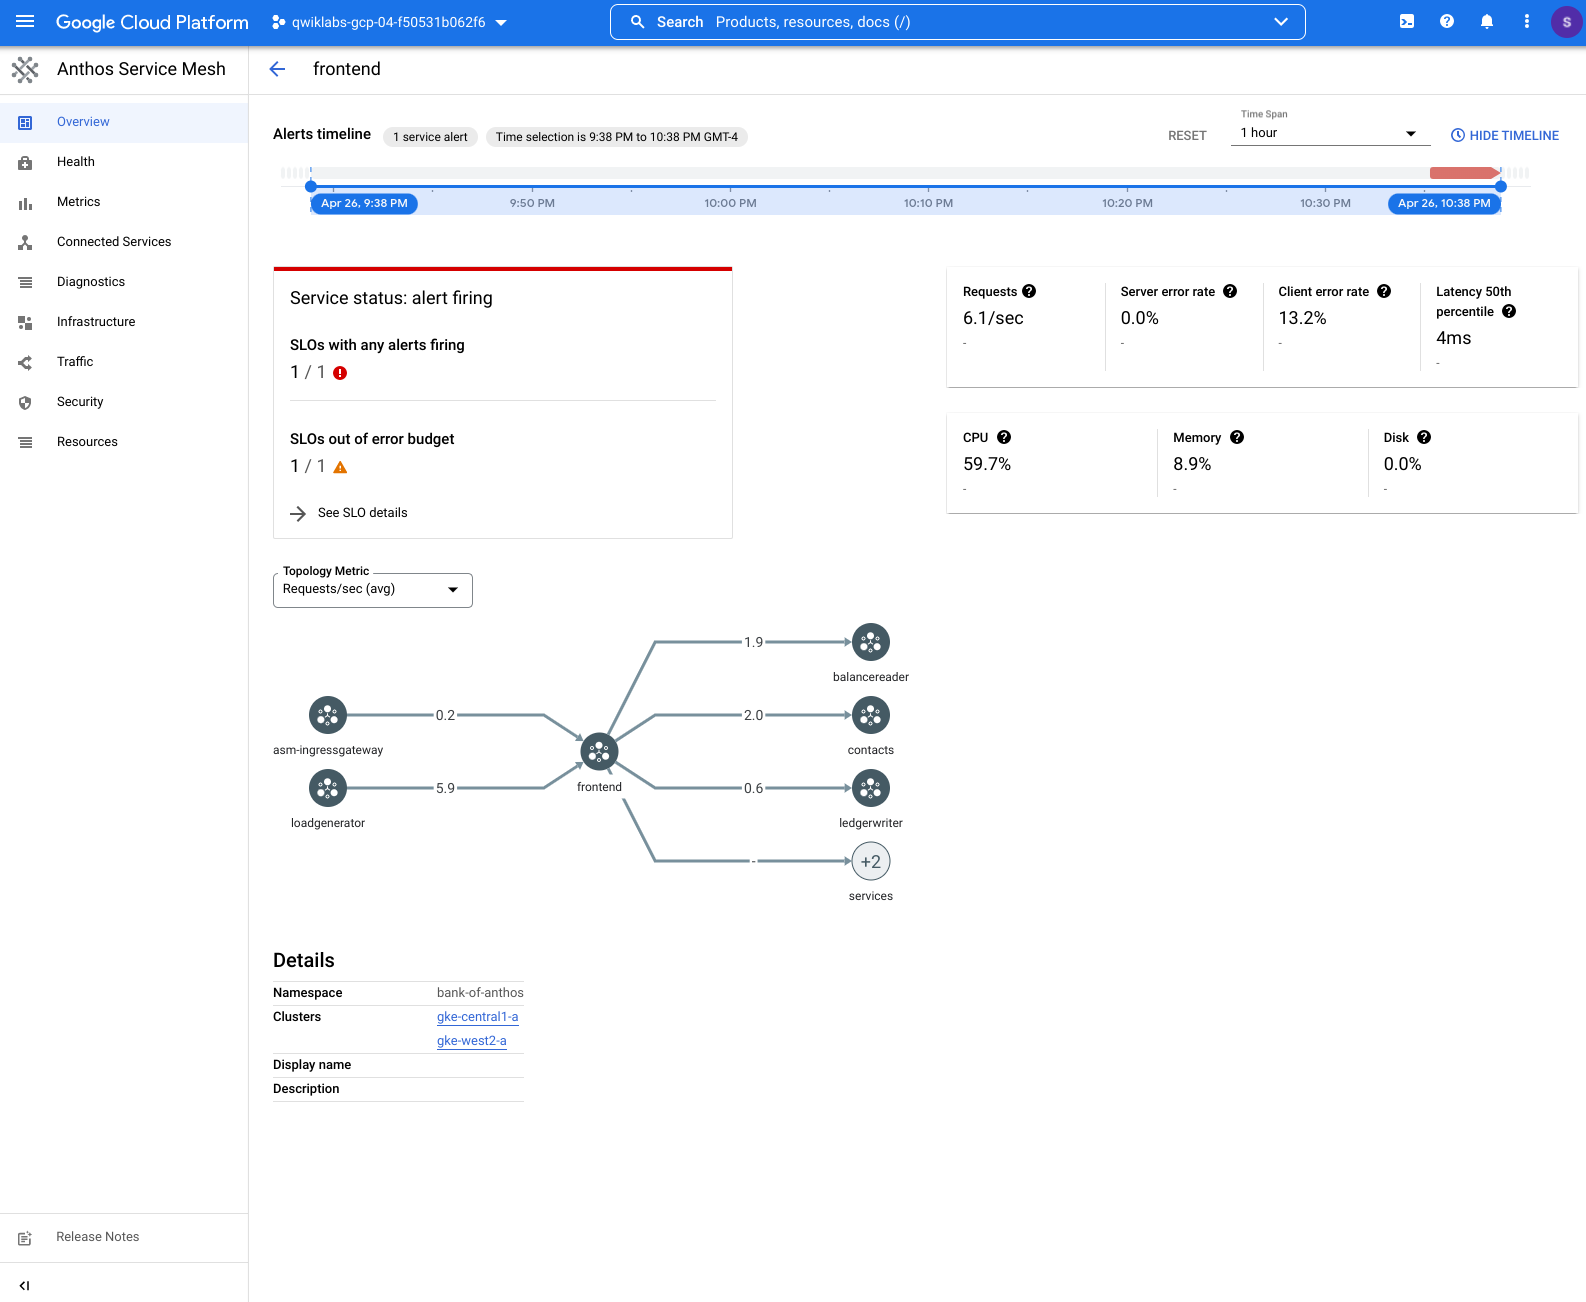 Google Cloud Platform
qwiklabs-gcp-04-f50531b062f6
Search Products, resources, docs (/)
S
Anthos Service Mesh
frontend
Overview
Health
Metrics
Connected Services
Diagnostics
Infrastructure
Traffic
Security
Resources
Release Notes
Alerts timeline
1 service alert
Time selection is 9:38 PM to 10:38 PM GMT-4
RESET
Time Span
1 hour
HIDE TIMELINE
Apr 26, 9:38 PM
9:50 PM
10:00 PM
10:10 PM
10:20 PM
10:30 PM
Apr 26, 10:38 PM
Service status: alert firing
SLOs with any alerts firing
1 / 1
SLOs out of error budget
1 / 1
See SLO details
Requests
6.1/sec
-
Server error rate
0.0%
-
Client error rate
13.2%
-
Latency 50th
percentile
4ms
-
CPU
59.7%
-
Memory
8.9%
-
Disk
0.0%
-
Topology Metric
Requests/sec (avg)
1.9
balancereader
0.2
asm-ingressgateway
2.0
contacts
frontend
5.9
loadgenerator
0.6
ledgerwriter
-
+2
services
Details
Namespace bank-of-anthos
Clusters gke-central1-a
gke-west2-a
Display name
Description